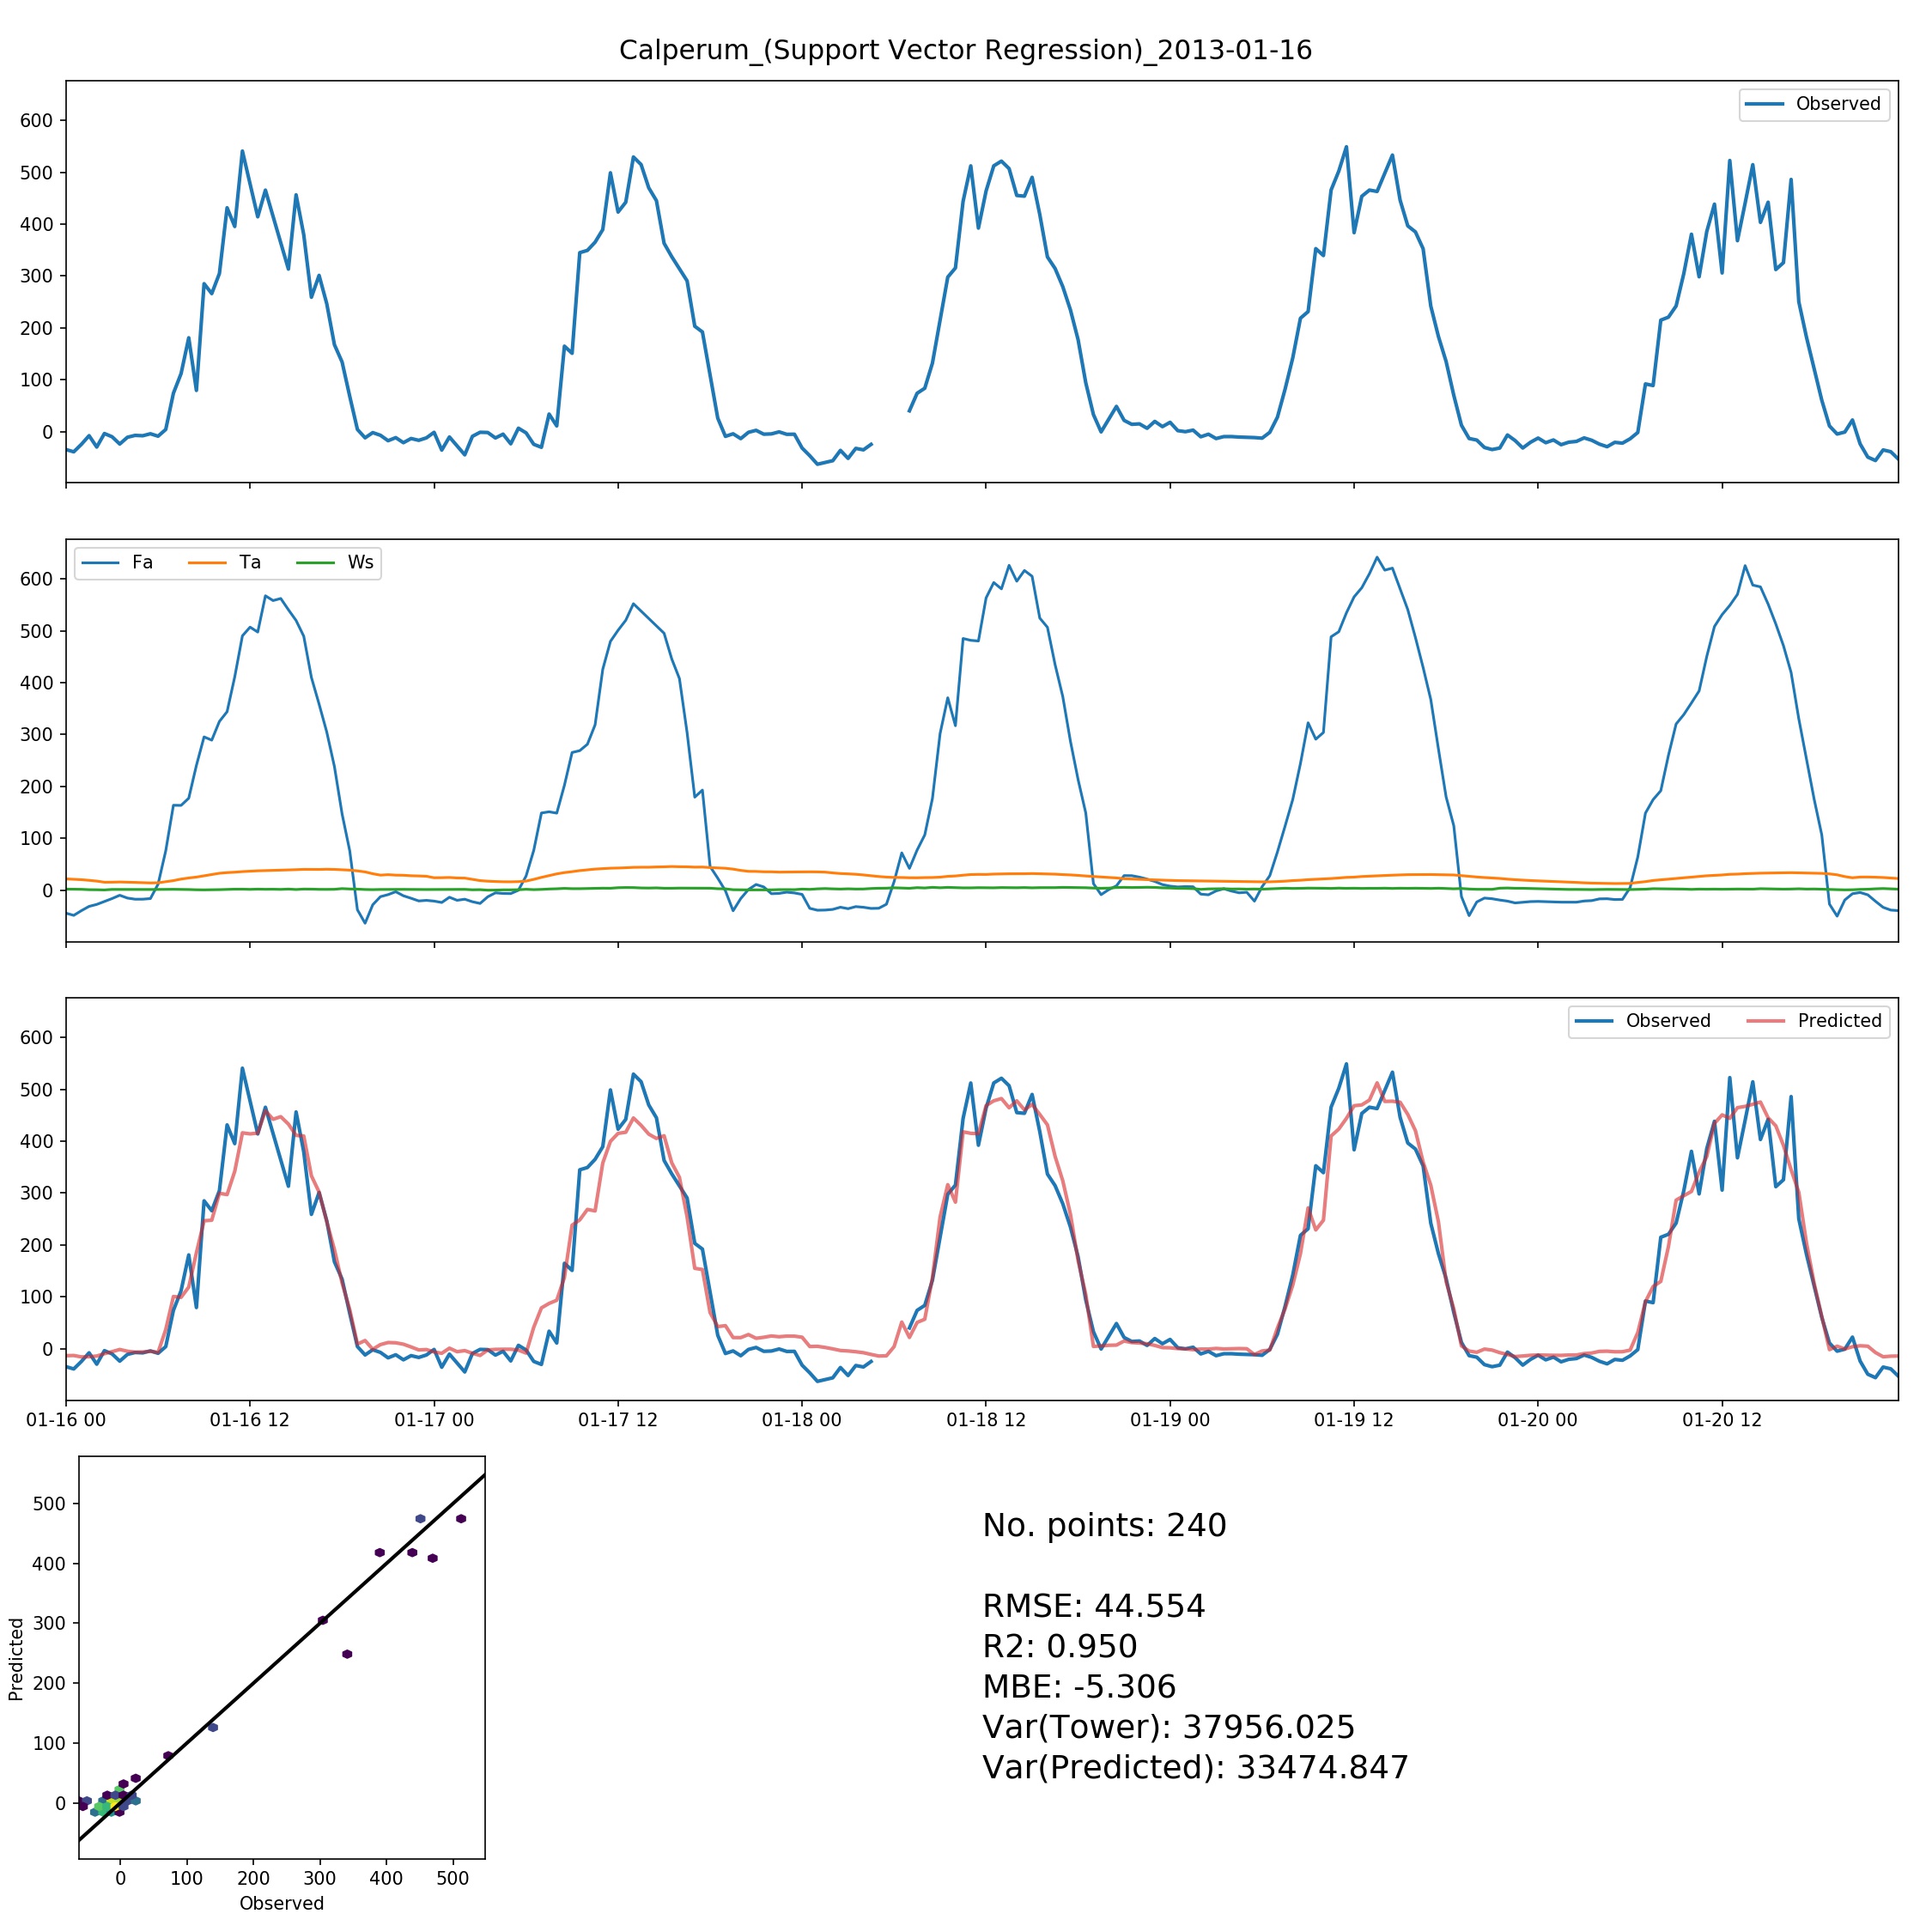 Calperum_(Support Vector Regression)_2013-01-16
Observed
600
500
400
300
200
100
0
Fa Ta Ws
600
500
400
300
200
100
0
Observed Predicted
600
500
400
300
200
100
0
01-16 00 01-16 12 01-17 00 01-17 12 01-18 00 01-18 12 01-19 00 01-19 12 01-20 00 01-20 12
Predicted
500
400
300
200
100
0
0 100 200 300 400 500
Observed
No. points: 240
RMSE: 44.554
R2: 0.950
MBE: -5.306
Var(Tower): 37956.025
Var(Predicted): 33474.847